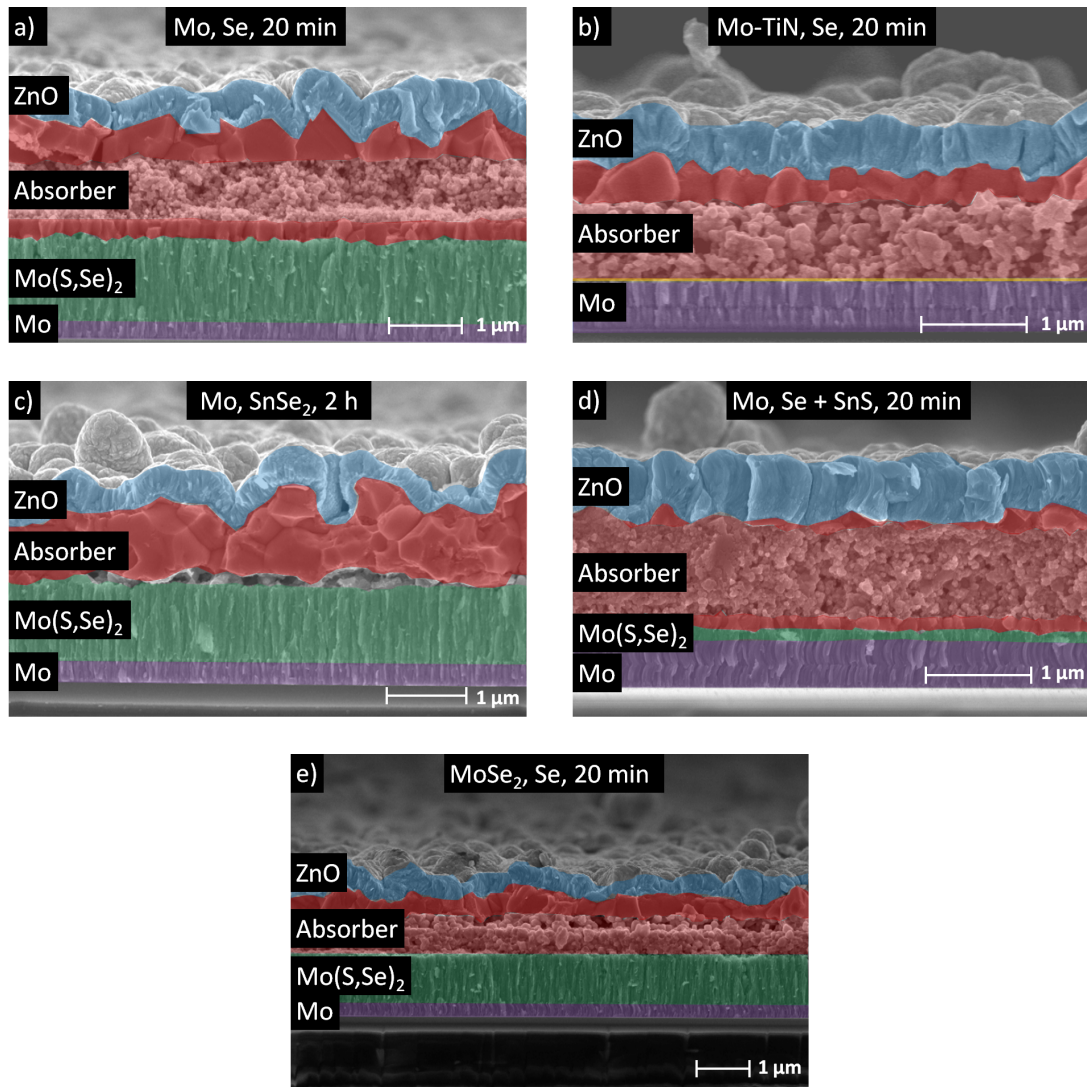 a)
Mo, Se, 20 min
ZnO
Absorber
Mo(S,Se)₂
Mo
1 µm
b)
Mo-TiN, Se, 20 min
ZnO
Absorber
Mo
1 µm
c)
Mo, SnSe₂, 2 h
ZnO
Absorber
Mo(S,Se)₂
Mo
1 µm
d)
Mo, Se + SnS, 20 min
ZnO
Absorber
Mo(S,Se)₂
Mo
1 µm
e)
MoSe₂, Se, 20 min
ZnO
Absorber
Mo(S,Se)₂
Mo
1 µm